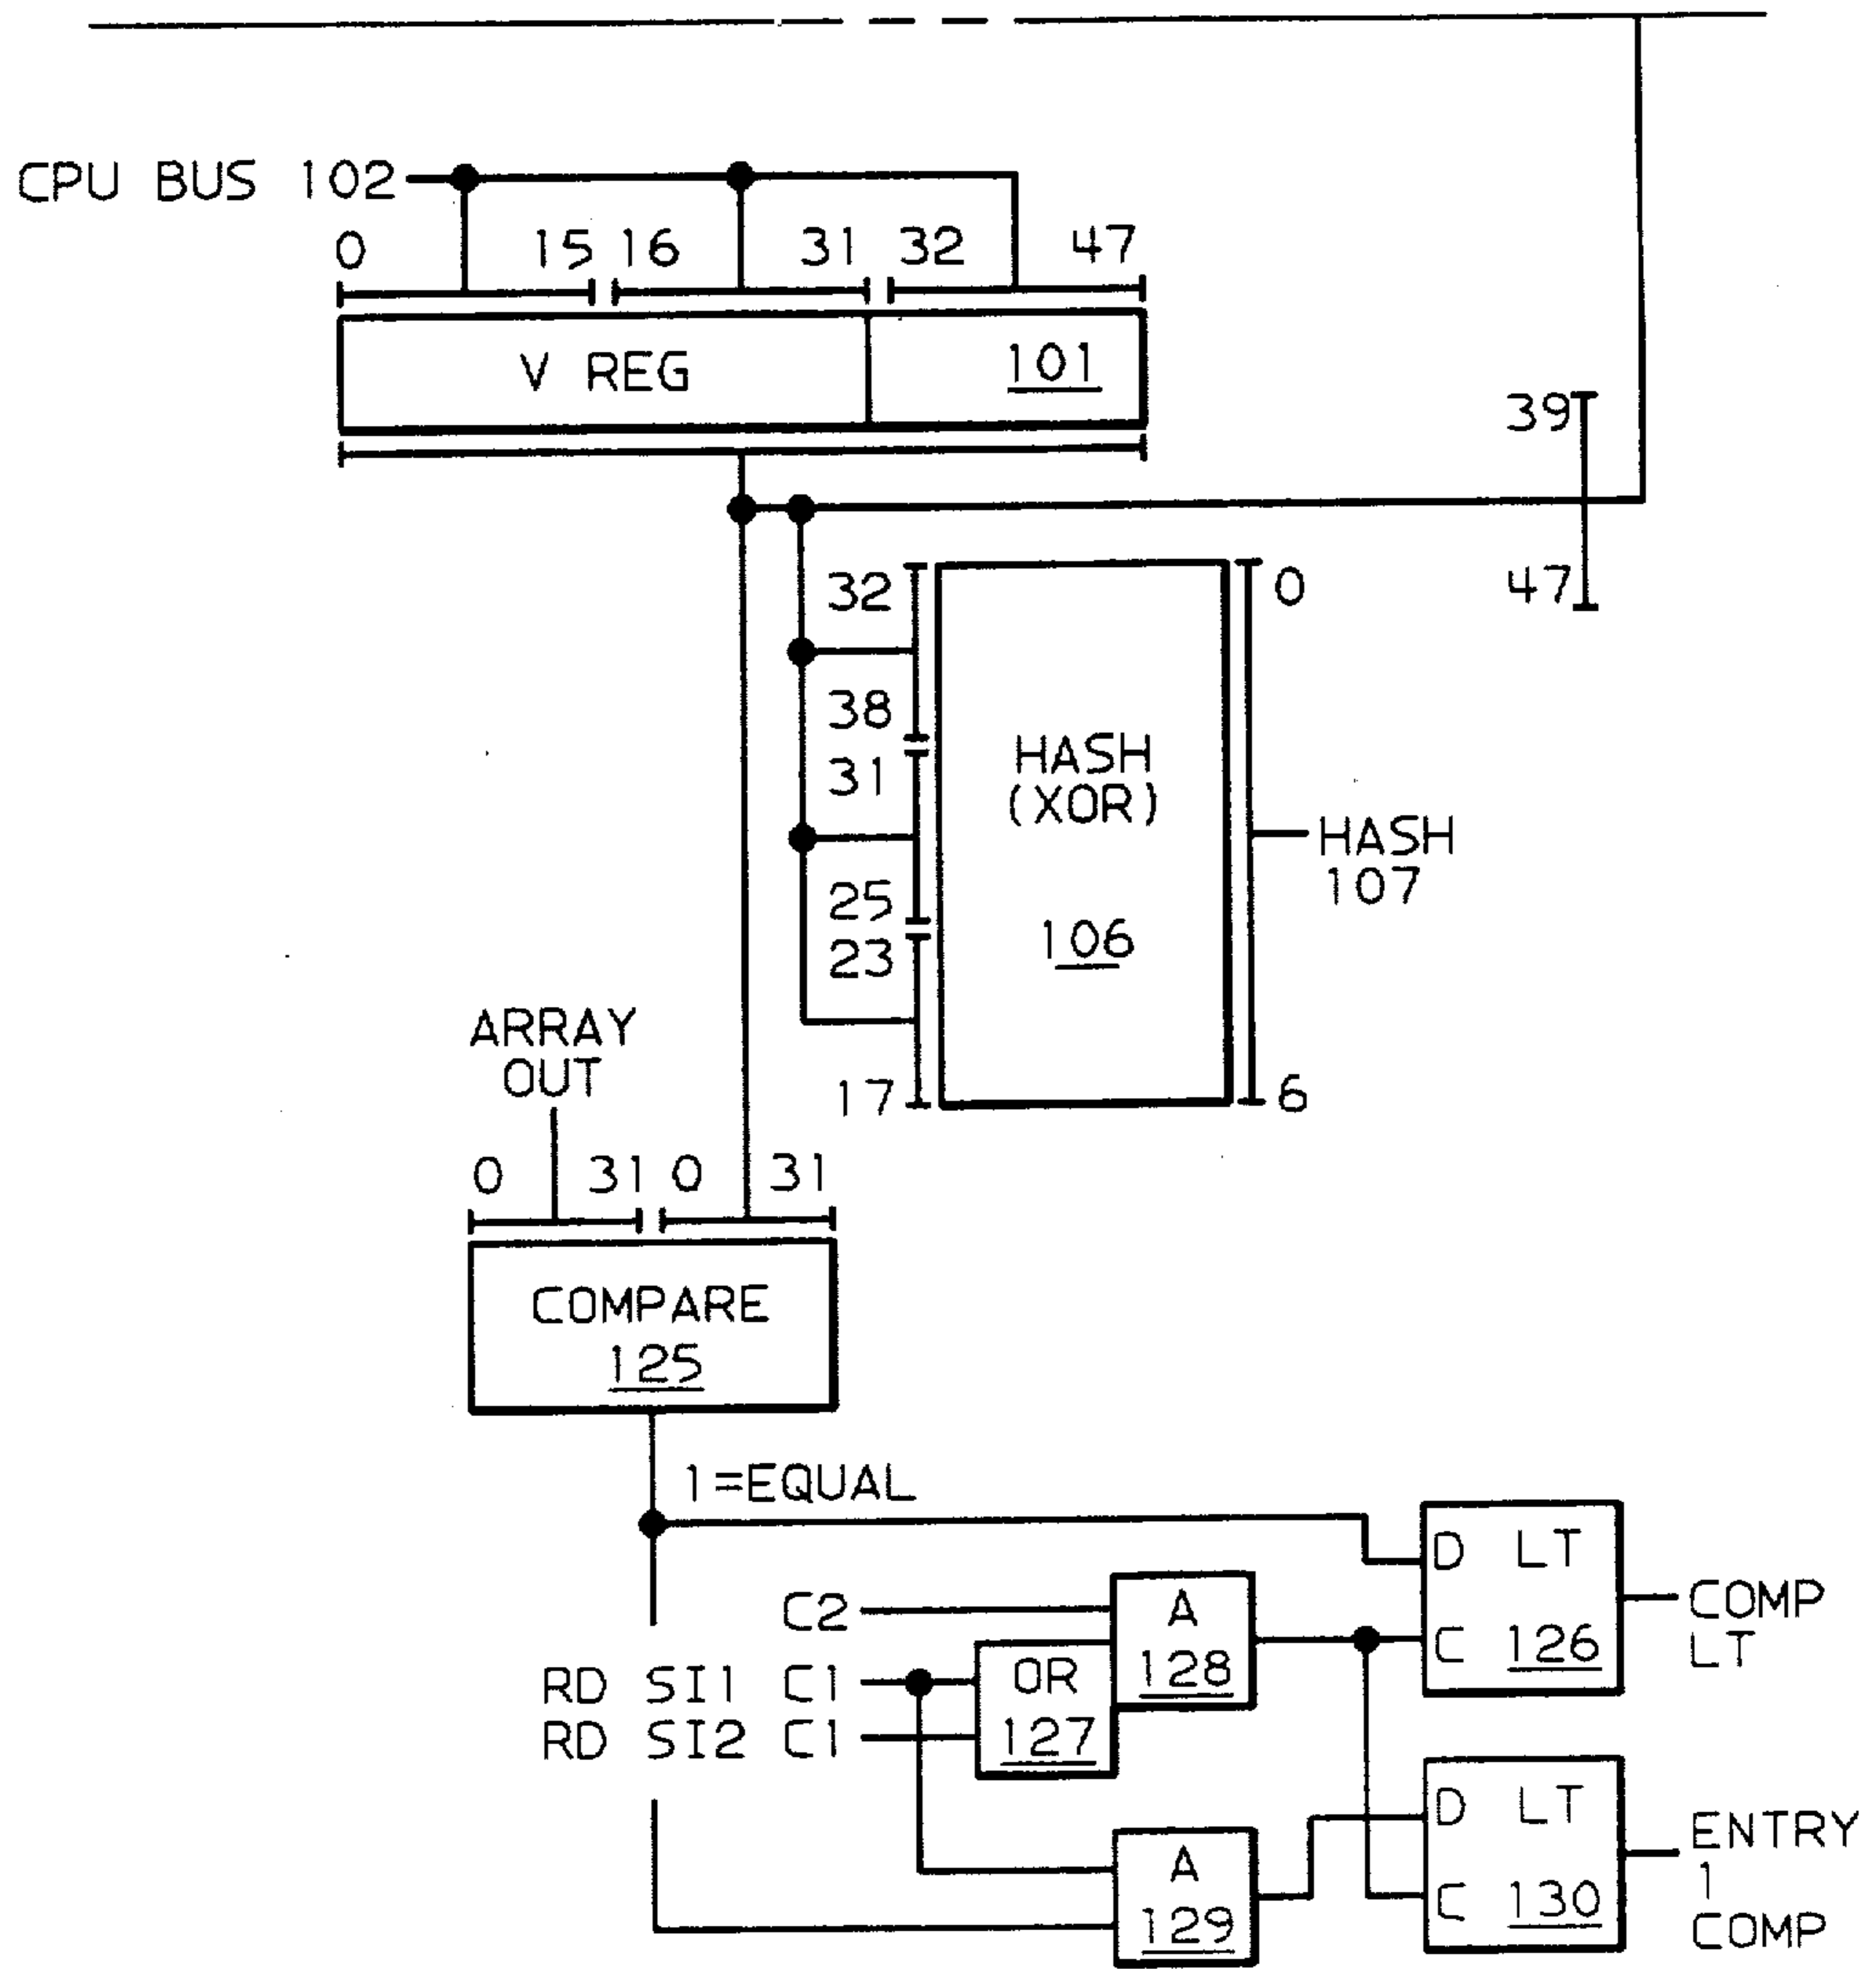 CPU BUS 102
0 15 16 31 32 47
V REG 101
39
47
32
38
31
25
23
17
HASH
(XOR)
106
0
6
HASH
107
ARRAY
OUT
0 31 0 31
COMPARE
125
1=EQUAL
C2
RD SI1 C1
RD SI2 C1
OR
127
A
128
A
129
D LT
C 126
COMP
LT
D LT
C 130
ENTRY
1
COMP